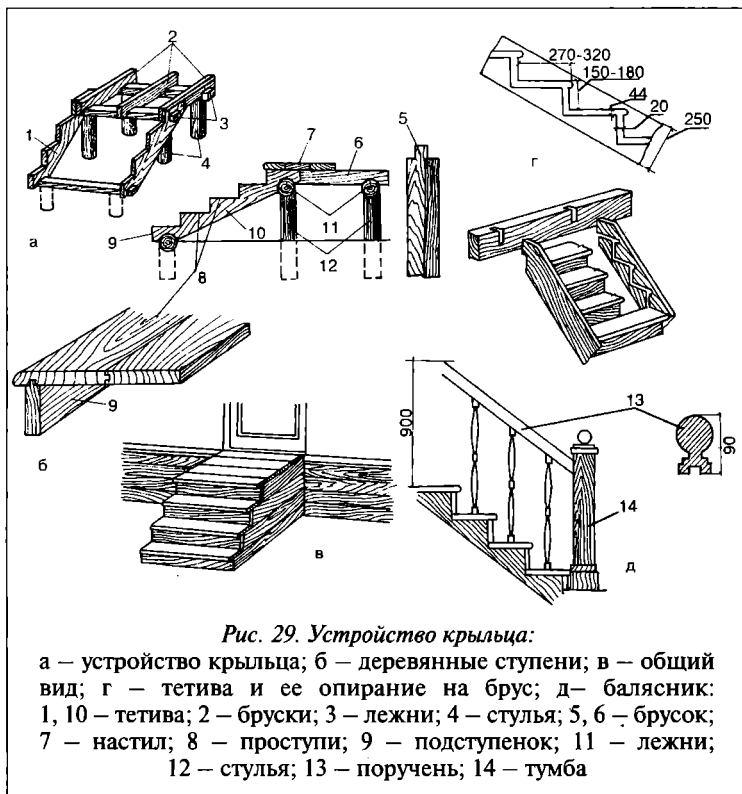 2
270-320
150-180
44
20
250
1
3
4
7
6
5
г
а
9
10
11
12
8
9
б
в
900
13
90
14
д
Рис. 29. Устройство крыльца:
а — устройство крыльца; б — деревянные ступени; в — общий
вид; г — тетива и ее опирание на брус; д— балясник:
1, 10 — тетива; 2 — бруски; 3 — лежни; 4 — стулья; 5, 6 — брусок;
7 — настил; 8 — проступи; 9 — подступенок; 11 — лежни;
12 — стулья; 13 — поручень; 14 — тумба